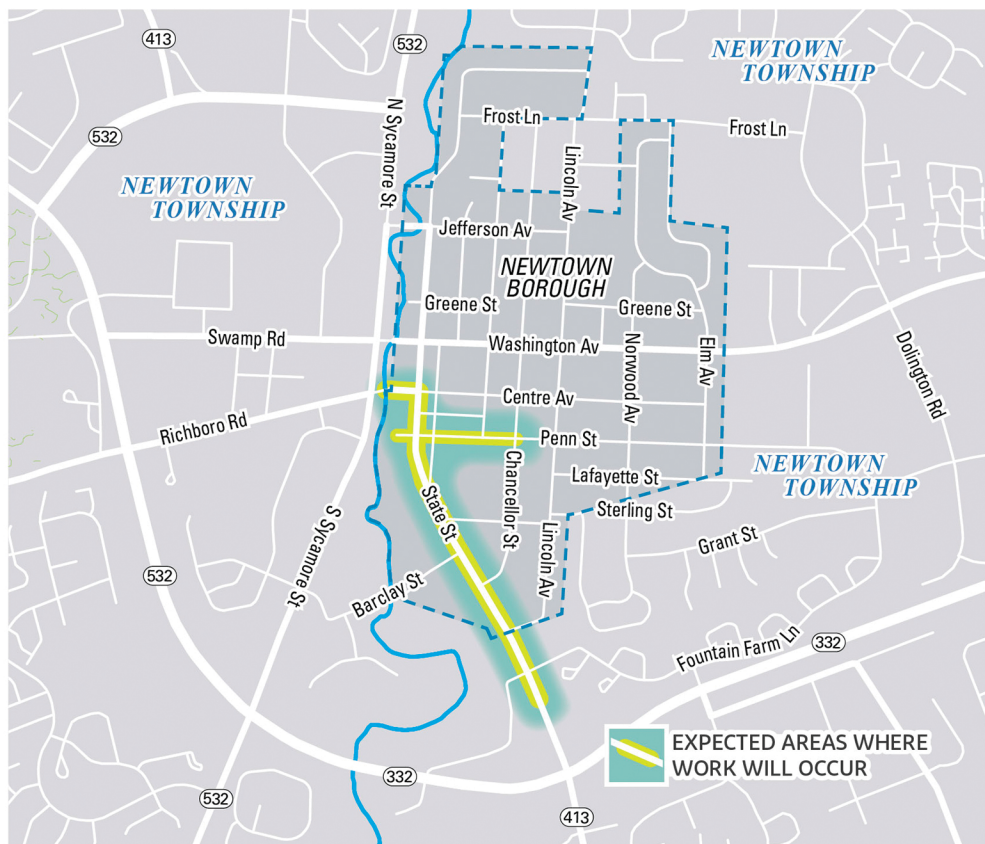 413
532
NEWTOWN
TOWNSHIP
532
N Sycamore St
Frost Ln
Frost Ln
Lincoln Av
NEWTOWN
TOWNSHIP
Jefferson Av
NEWTOWN
BOROUGH
Greene St
Greene St
Swamp Rd
Washington Av
Norwood Av
Elm Av
Dolington Rd
Centre Av
Richboro Rd
Penn St
NEWTOWN
TOWNSHIP
Chancellor St
Lafayette St
State St
Sterling St
S Sycamore St
Lincoln Av
Grant St
532
Barclay St
Fountain Farm Ln
332
EXPECTED AREAS WHERE
WORK WILL OCCUR
332
532
413